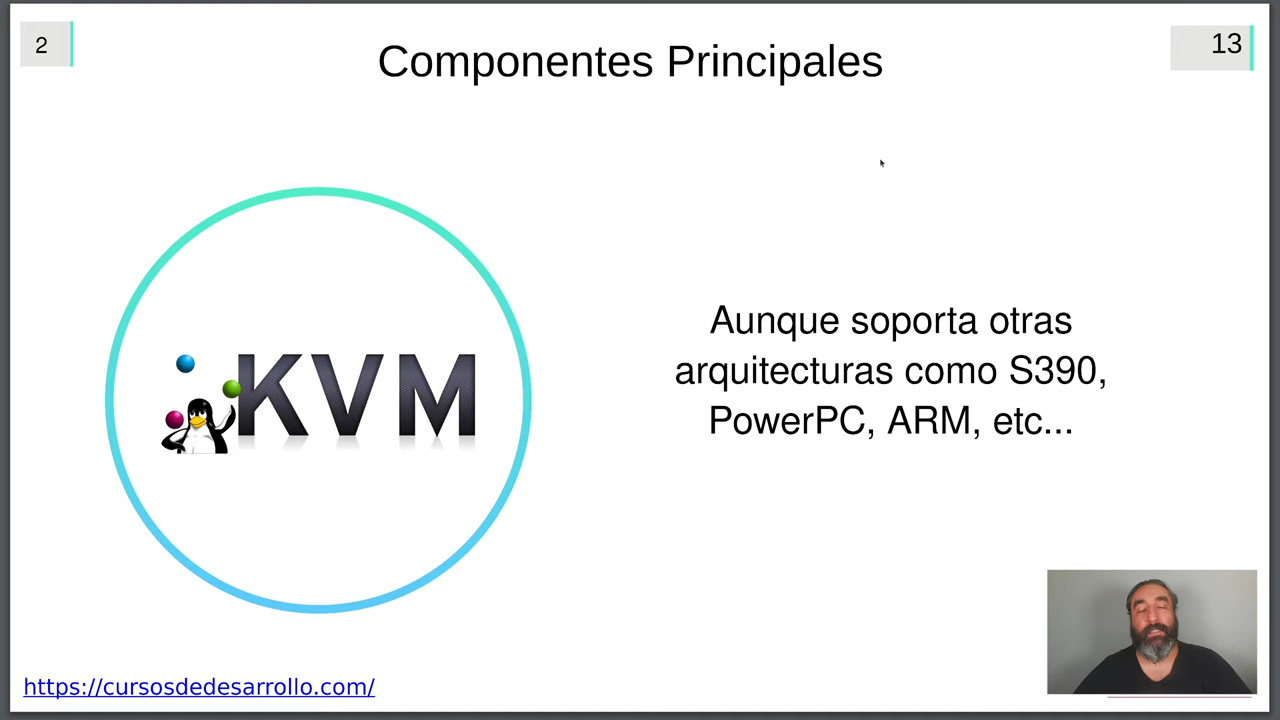 2
Componentes Principales
13
KVM
Aunque soporta otras
arquitecturas como S390,
PowerPC, ARM, etc...
https://cursosdedesarrollo.com/